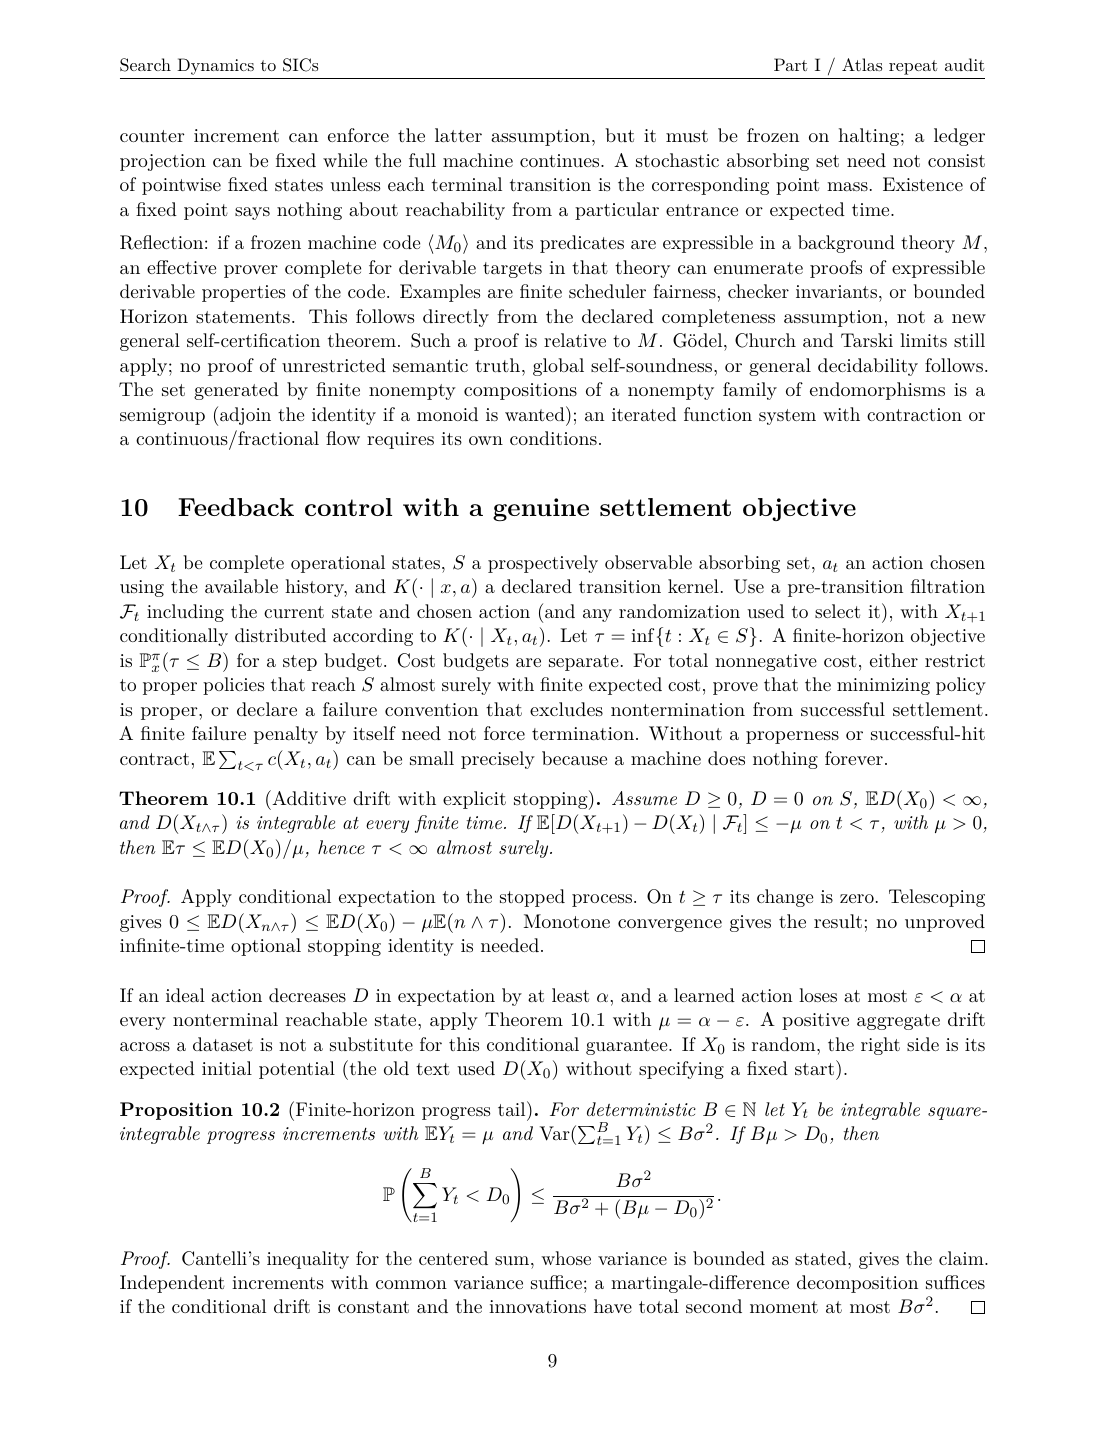 Search Dynamics to SICs Part I / Atlas repeat audit
counter increment can enforce the latter assumption, but it must be frozen on halting; a ledger
projection can be fixed while the full machine continues. A stochastic absorbing set need not consist
of pointwise fixed states unless each terminal transition is the corresponding point mass. Existence of
a fixed point says nothing about reachability from a particular entrance or expected time.
Reflection: if a frozen machine code ⟨M₀⟩ and its predicates are expressible in a background theory M,
an effective prover complete for derivable targets in that theory can enumerate proofs of expressible
derivable properties of the code. Examples are finite scheduler fairness, checker invariants, or bounded
Horizon statements. This follows directly from the declared completeness assumption, not a new
general self-certification theorem. Such a proof is relative to M. Gödel, Church and Tarski limits still
apply; no proof of unrestricted semantic truth, global self-soundness, or general decidability follows.
The set generated by finite nonempty compositions of a nonempty family of endomorphisms is a
semigroup (adjoin the identity if a monoid is wanted); an iterated function system with contraction or
a continuous/fractional flow requires its own conditions.
10 Feedback control with a genuine settlement objective
Let X_t be complete operational states, S a prospectively observable absorbing set, a_t an action chosen
using the available history, and K(· | x, a) a declared transition kernel. Use a pre-transition filtration
ℱ_t including the current state and chosen action (and any randomization used to select it), with X_{t+1}
conditionally distributed according to K(· | X_t, a_t). Let τ = inf{t : X_t ∈ S}. A finite-horizon objective
is ℙ_x^π(τ ≤ B) for a step budget. Cost budgets are separate. For total nonnegative cost, either restrict
to proper policies that reach S almost surely with finite expected cost, prove that the minimizing policy
is proper, or declare a failure convention that excludes nontermination from successful settlement.
A finite failure penalty by itself need not force termination. Without a properness or successful-hit
contract, 𝔼 ∑_{t<τ} c(X_t, a_t) can be small precisely because a machine does nothing forever.
Theorem 10.1 (Additive drift with explicit stopping). Assume D ≥ 0, D = 0 on S, 𝔼D(X₀) < ∞,
and D(X_{t∧τ}) is integrable at every finite time. If 𝔼[D(X_{t+1}) − D(X_t) | ℱ_t] ≤ −μ on t < τ, with μ > 0,
then 𝔼τ ≤ 𝔼D(X₀)/μ, hence τ < ∞ almost surely.
Proof. Apply conditional expectation to the stopped process. On t ≥ τ its change is zero. Telescoping
gives 0 ≤ 𝔼D(X_{n∧τ}) ≤ 𝔼D(X₀) − μ𝔼(n ∧ τ). Monotone convergence gives the result; no unproved
infinite-time optional stopping identity is needed. □
If an ideal action decreases D in expectation by at least α, and a learned action loses at most ε < α at
every nonterminal reachable state, apply Theorem 10.1 with μ = α − ε. A positive aggregate drift
across a dataset is not a substitute for this conditional guarantee. If X₀ is random, the right side is its
expected initial potential (the old text used D(X₀) without specifying a fixed start).
Proposition 10.2 (Finite-horizon progress tail). For deterministic B ∈ ℕ let Y_t be integrable square-
integrable progress increments with 𝔼Y_t = μ and Var(∑_{t=1}^B Y_t) ≤ Bσ². If Bμ > D₀, then
ℙ(∑_{t=1}^B Y_t < D₀) ≤ Bσ² / (Bσ² + (Bμ − D₀)²).
Proof. Cantelli's inequality for the centered sum, whose variance is bounded as stated, gives the claim.
Independent increments with common variance suffice; a martingale-difference decomposition suffices
if the conditional drift is constant and the innovations have total second moment at most Bσ². □
9